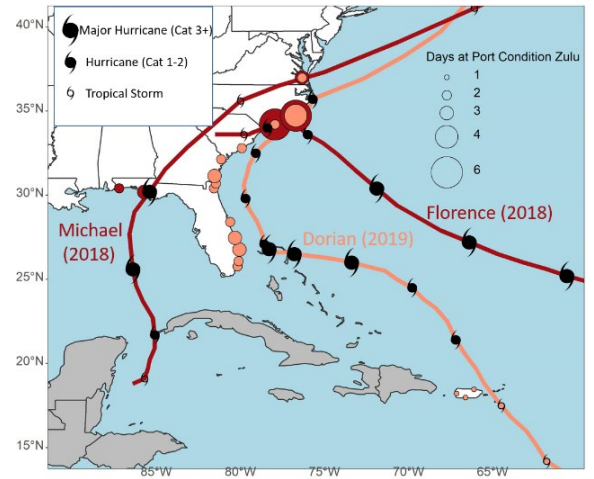 40°N
35°N
30°N
25°N
20°N
15°N
Major Hurricane (Cat 3+)
Hurricane (Cat 1-2)
Tropical Storm
Days at Port Condition Zulu
1
2
3
4
6
Florence (2018)
Michael
(2018)
Dorian (2019)
85°W
80°W
75°W
70°W
65°W